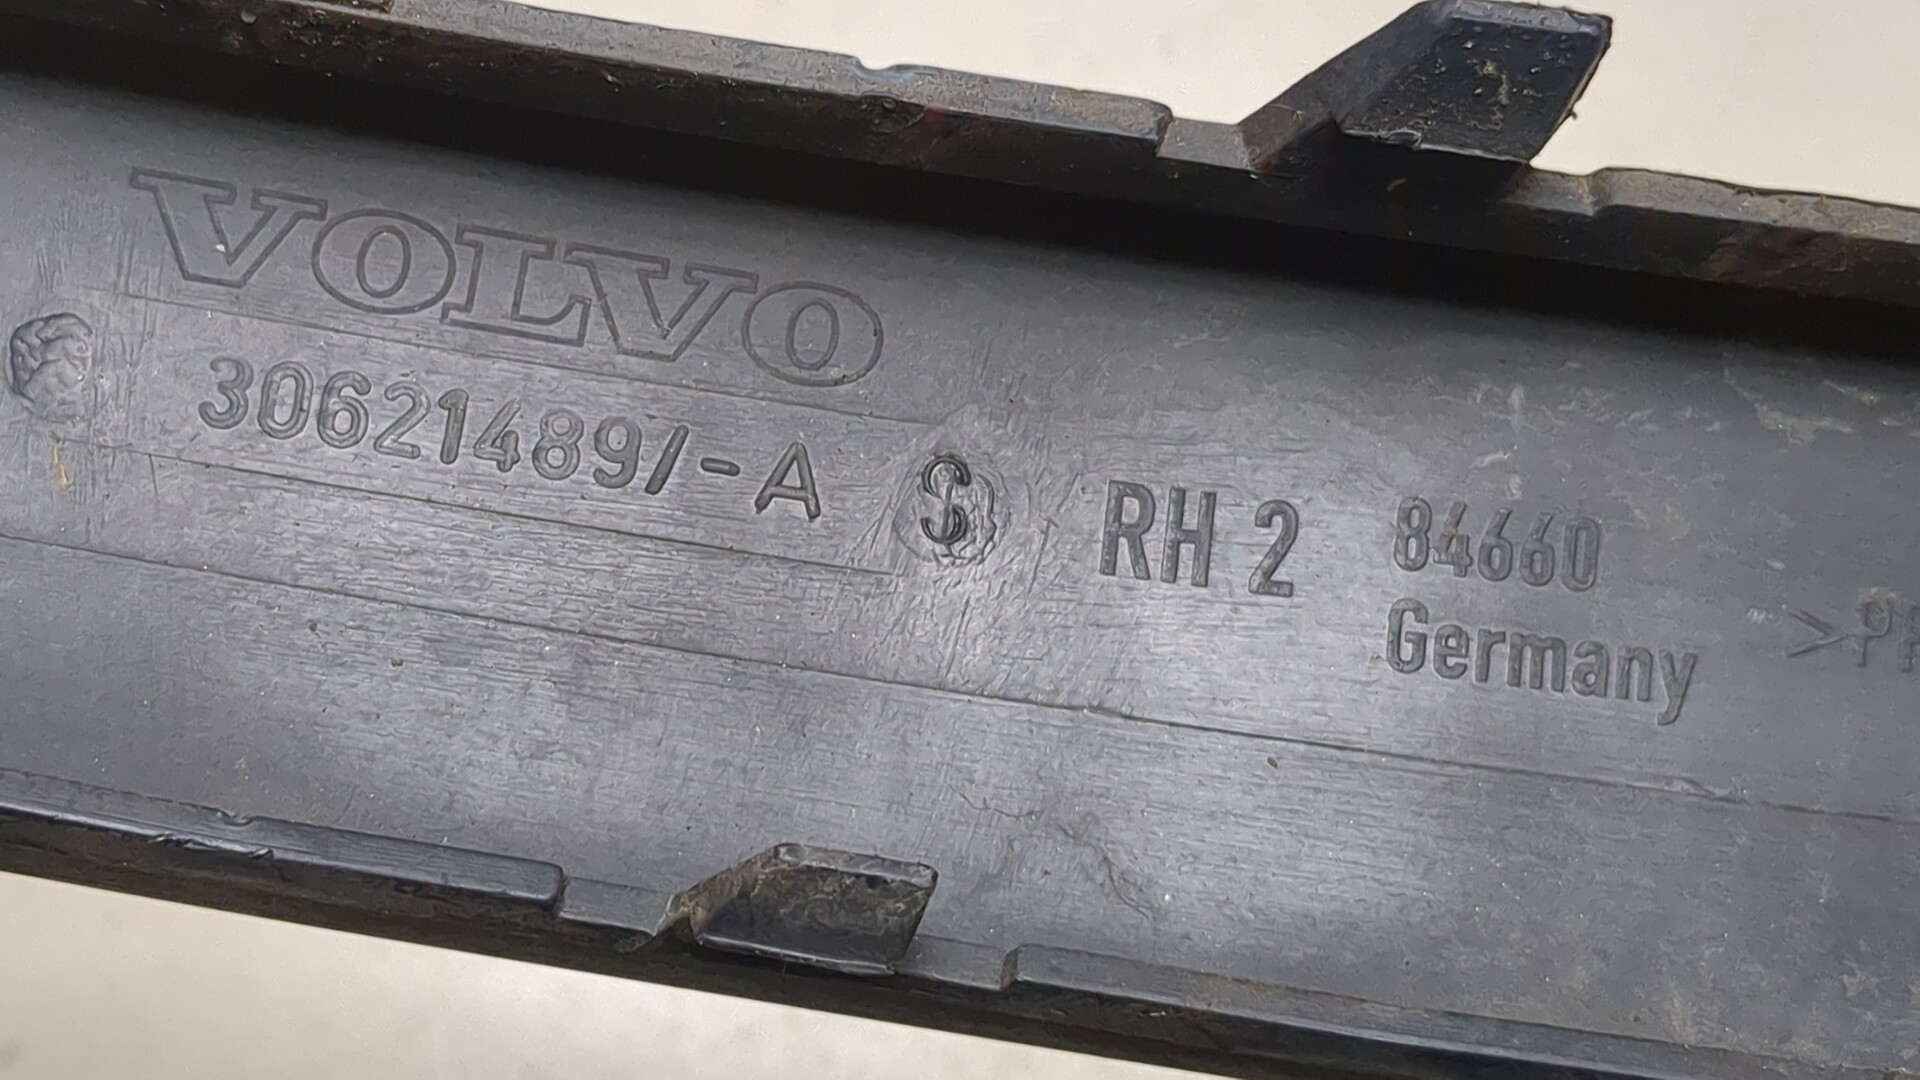 VOLVO
30621489/-A S RH 2 84660
Germany
>P